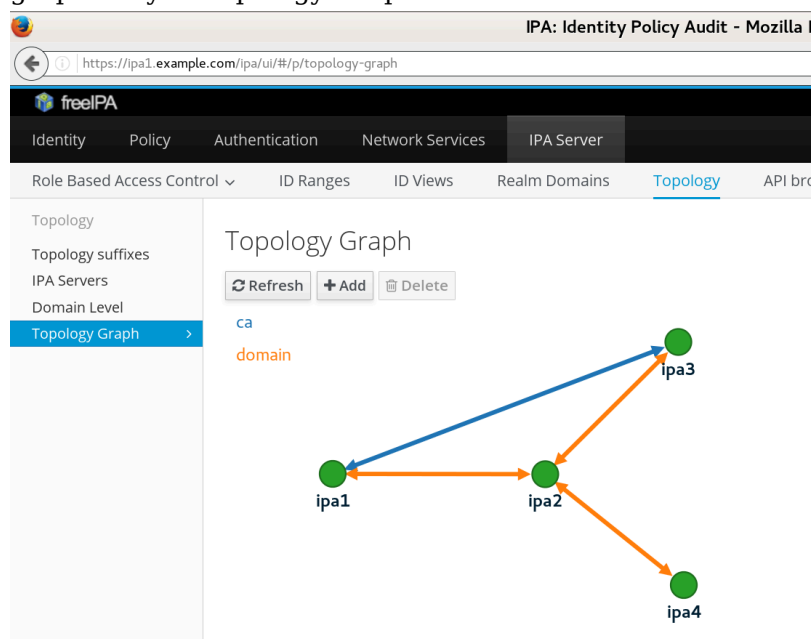 IPA: Identity Policy Audit - Mozilla
https://ipa1.example.com/ipa/ui/#/p/topology-graph
freeIPA
Identity Policy Authentication Network Services IPA Server
Role Based Access Control ID Ranges ID Views Realm Domains Topology API
Topology
Topology suffixes
IPA Servers
Domain Level
Topology Graph
Topology Graph
Refresh Add Delete
ca
domain
ipa3
ipa1
ipa2
ipa4